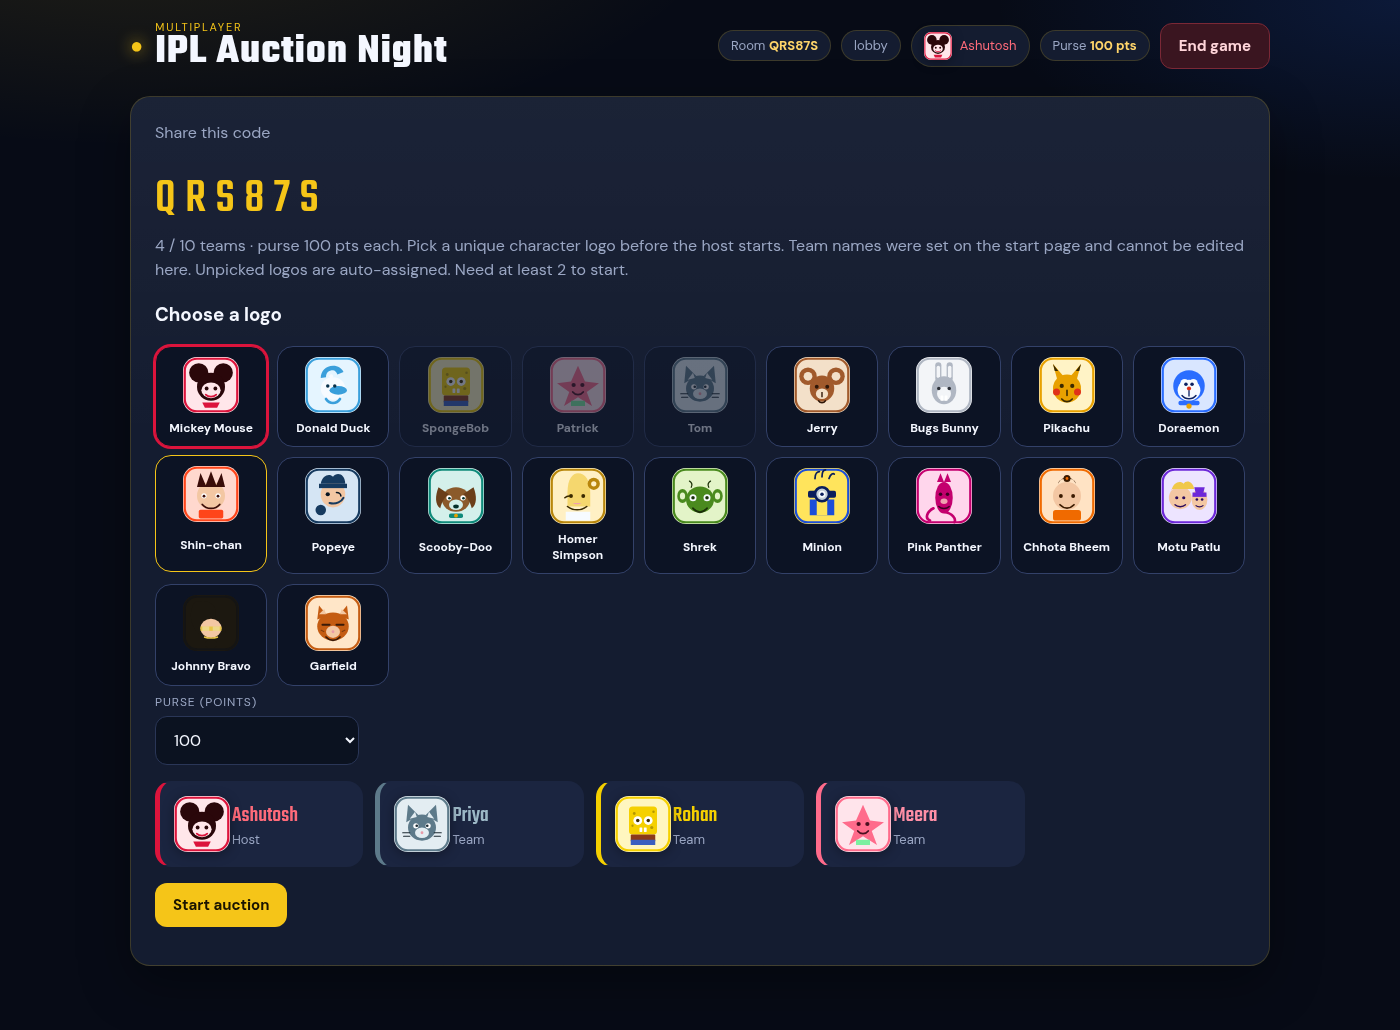 MULTIPLAYER
IPL Auction Night
Room QRS87S
lobby
Ashutosh
Purse 100 pts
End game
Share this code
QRS87S
4 / 10 teams · purse 100 pts each. Pick a unique character logo before the host starts. Team names were set on the start page and cannot be edited
here. Unpicked logos are auto-assigned. Need at least 2 to start.
Choose a logo
Mickey Mouse
Donald Duck
SpongeBob
Patrick
Tom
Jerry
Bugs Bunny
Pikachu
Doraemon
Shin-chan
Popeye
Scooby-Doo
Homer
Simpson
Shrek
Minion
Pink Panther
Chhota Bheem
Motu Patlu
Johnny Bravo
Garfield
PURSE (POINTS)
100
Ashutosh
Host
Priya
Team
Rohan
Team
Meera
Team
Start auction